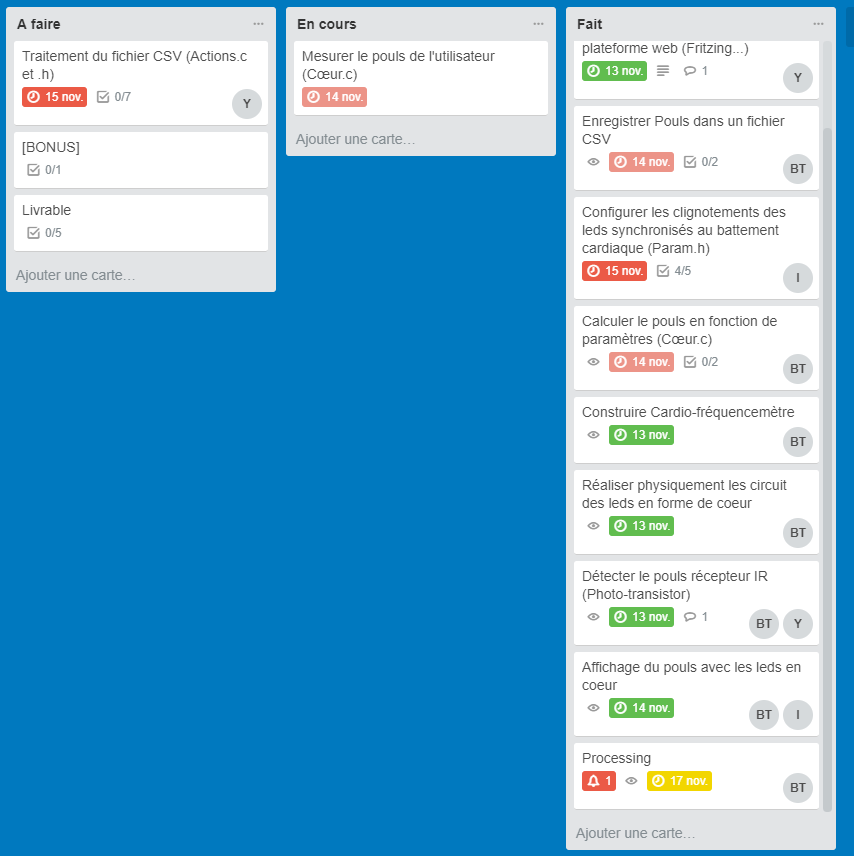 A faire
Traitement du fichier CSV (Actions.c
et .h)
15 nov. 0/7
Y
[BONUS]
0/1
Livrable
0/5
Ajouter une carte…
En cours
Mesurer le pouls de l'utilisateur
(Cœur.c)
14 nov.
Ajouter une carte…
Fait
plateforme web (Fritzing...)
13 nov. 1
Y
Enregistrer Pouls dans un fichier
CSV
14 nov. 0/2
BT
Configurer les clignotements des
leds synchronisés au battement
cardiaque (Param.h)
15 nov. 4/5
I
Calculer le pouls en fonction de
paramètres (Cœur.c)
14 nov. 0/2
BT
Construire Cardio-fréquencemètre
13 nov.
BT
Réaliser physiquement les circuit
des leds en forme de coeur
13 nov.
BT
Détecter le pouls récepteur IR
(Photo-transistor)
13 nov. 1
BT Y
Affichage du pouls avec les leds en
coeur
14 nov.
BT I
Processing
1 17 nov.
BT
Ajouter une carte…